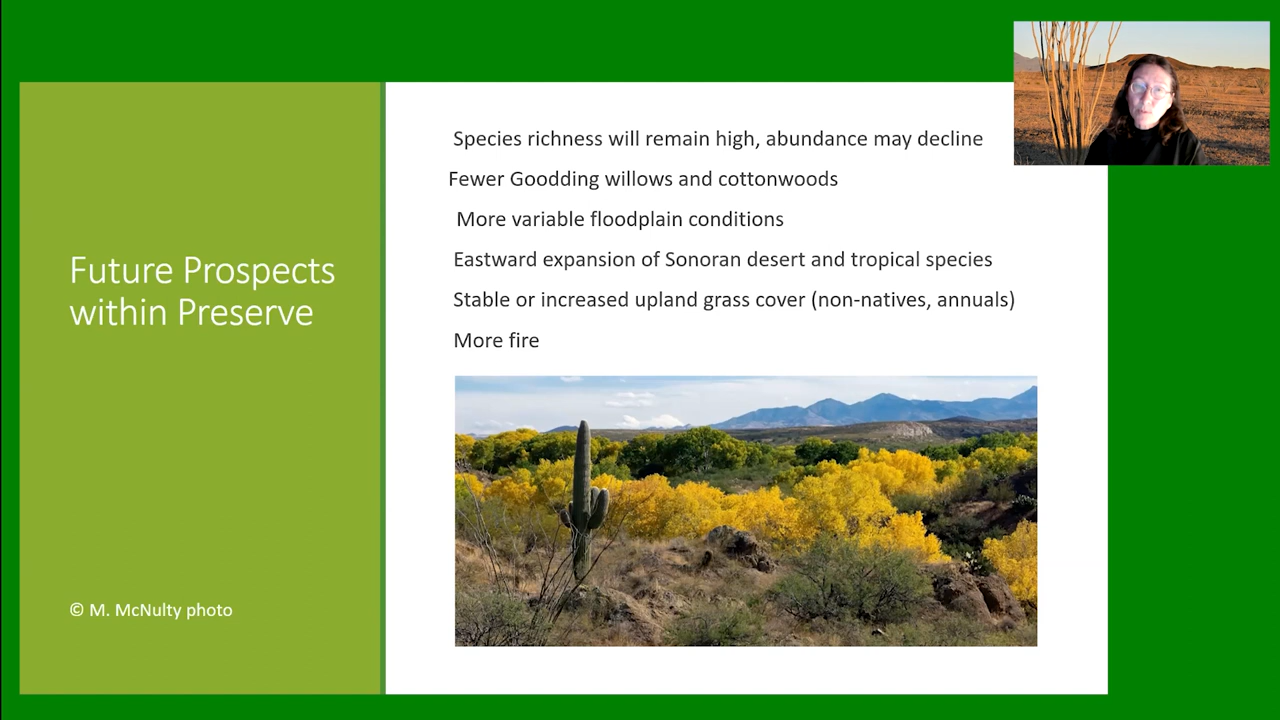 Species richness will remain high, abundance may decline
Fewer Goodding willows and cottonwoods
More variable floodplain conditions
Eastward expansion of Sonoran desert and tropical species
Stable or increased upland grass cover (non-natives, annuals)
More fire
Future Prospects
within Preserve
© M. McNulty photo